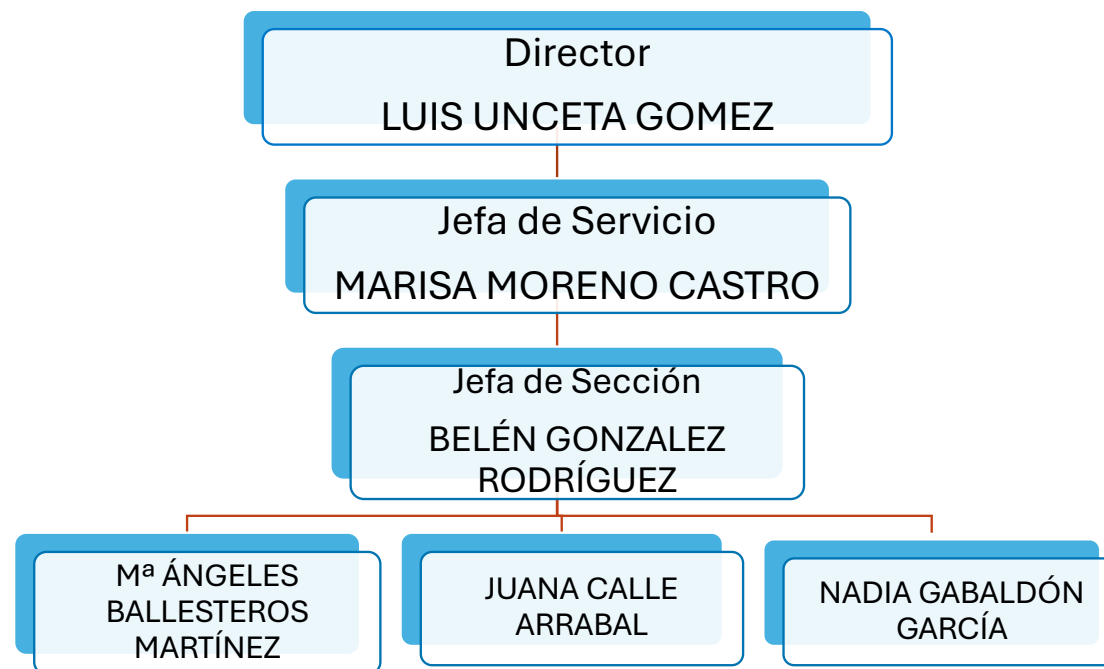 Director
LUIS UNCETA GOMEZ
Jefa de Servicio
MARISA MORENO CASTRO
Jefa de Sección
BELÉN GONZALEZ
RODRÍGUEZ
Mª ÁNGELES
BALLESTEROS
MARTÍNEZ
JUANA CALLE
ARRABAL
NADIA GABALDÓN
GARCÍA